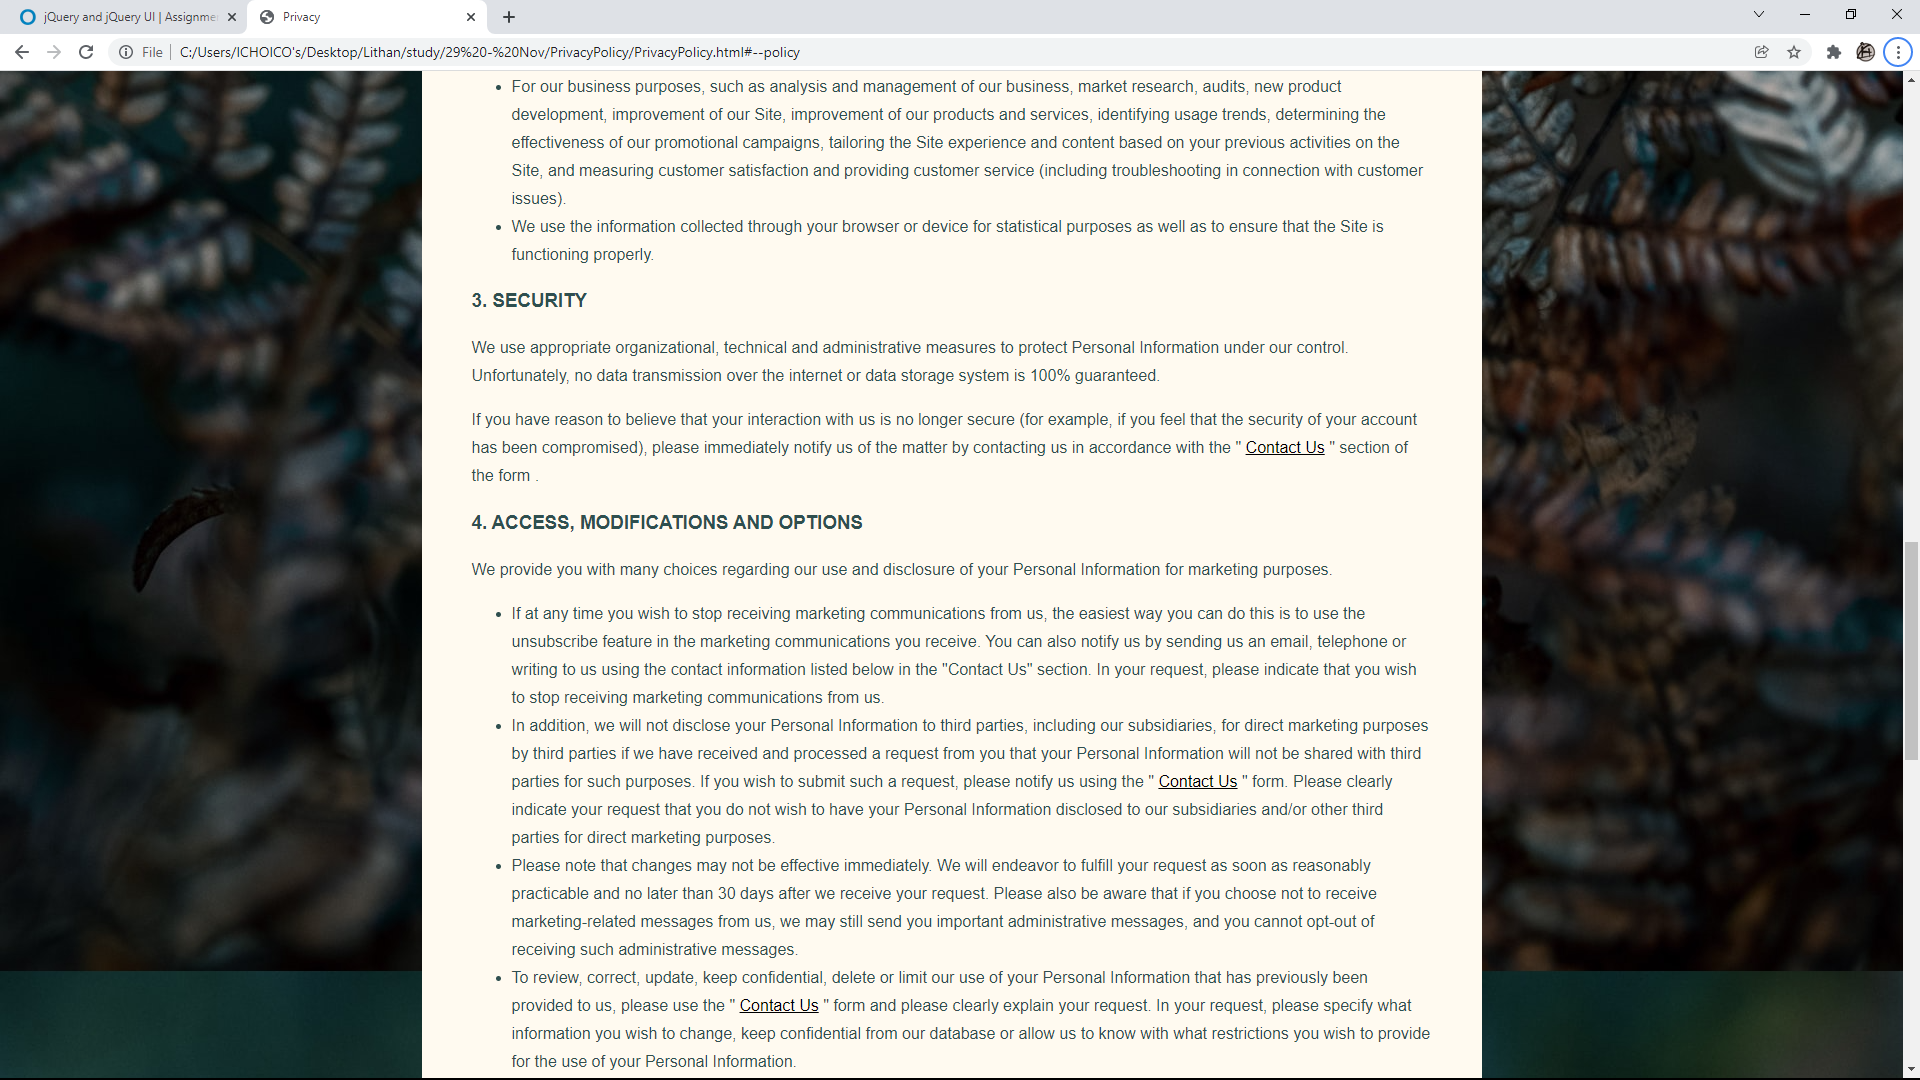 jQuery and jQuery UI | Assignme
Privacy
File
C:/Users/ICHOICO's/Desktop/Lithan/study/29%20-%20Nov/PrivacyPolicy/PrivacyPolicy.html#--policy
• For our business purposes, such as analysis and management of our business, market research, audits, new product
development, improvement of our Site, improvement of our products and services, identifying usage trends, determining the
effectiveness of our promotional campaigns, tailoring the Site experience and content based on your previous activities on the
Site, and measuring customer satisfaction and providing customer service (including troubleshooting in connection with customer
issues).
• We use the information collected through your browser or device for statistical purposes as well as to ensure that the Site is
functioning properly.
3. SECURITY
We use appropriate organizational, technical and administrative measures to protect Personal Information under our control.
Unfortunately, no data transmission over the internet or data storage system is 100% guaranteed.
If you have reason to believe that your interaction with us is no longer secure (for example, if you feel that the security of your account
has been compromised), please immediately notify us of the matter by contacting us in accordance with the " Contact Us " section of
the form .
4. ACCESS, MODIFICATIONS AND OPTIONS
We provide you with many choices regarding our use and disclosure of your Personal Information for marketing purposes.
• If at any time you wish to stop receiving marketing communications from us, the easiest way you can do this is to use the
unsubscribe feature in the marketing communications you receive. You can also notify us by sending us an email, telephone or
writing to us using the contact information listed below in the "Contact Us" section. In your request, please indicate that you wish
to stop receiving marketing communications from us.
• In addition, we will not disclose your Personal Information to third parties, including our subsidiaries, for direct marketing purposes
by third parties if we have received and processed a request from you that your Personal Information will not be shared with third
parties for such purposes. If you wish to submit such a request, please notify us using the " Contact Us " form. Please clearly
indicate your request that you do not wish to have your Personal Information disclosed to our subsidiaries and/or other third
parties for direct marketing purposes.
• Please note that changes may not be effective immediately. We will endeavor to fulfill your request as soon as reasonably
practicable and no later than 30 days after we receive your request. Please also be aware that if you choose not to receive
marketing-related messages from us, we may still send you important administrative messages, and you cannot opt-out of
receiving such administrative messages.
• To review, correct, update, keep confidential, delete or limit our use of your Personal Information that has previously been
provided to us, please use the " Contact Us " form and please clearly explain your request. In your request, please specify what
information you wish to change, keep confidential from our database or allow us to know with what restrictions you wish to provide
for the use of your Personal Information.